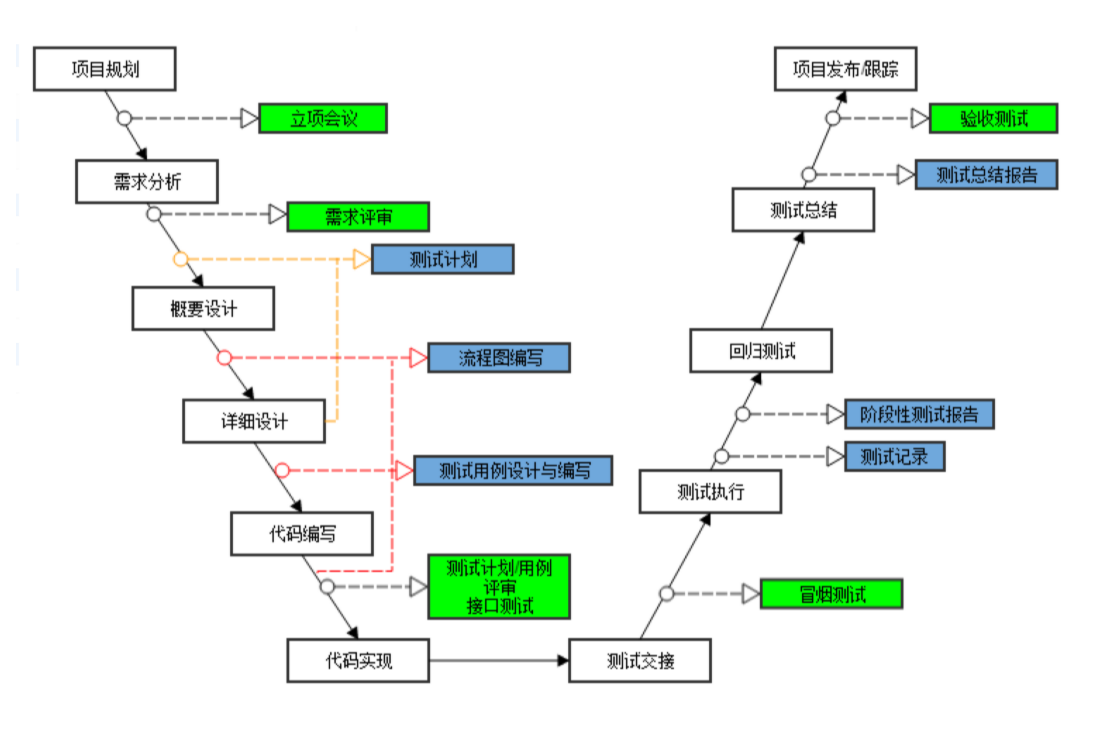 项目规划
立项会议
需求分析
需求评审
测试计划
概要设计
流程图编写
详细设计
测试用例设计与编写
代码编写
测试计划/用例
评审
接口测试
代码实现
测试交接
冒烟测试
测试执行
测试记录
阶段性测试报告
回归测试
测试总结
测试总结报告
验收测试
项目发布/跟踪